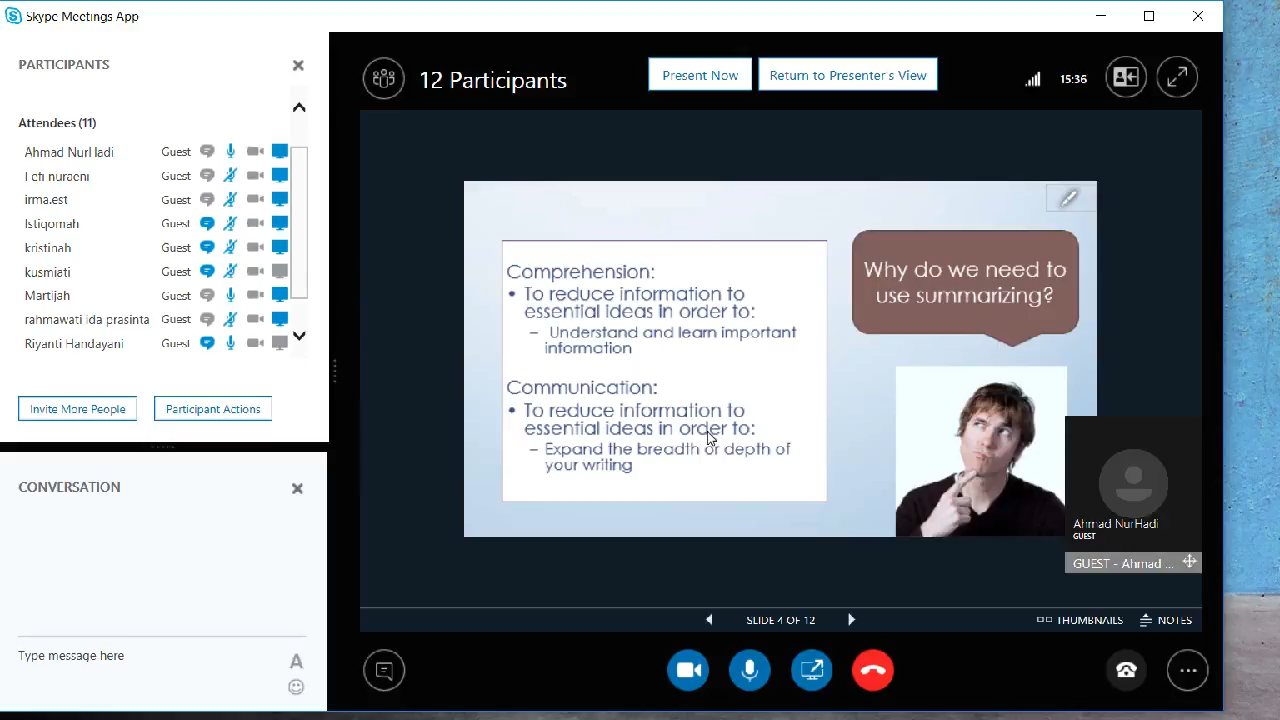 Skype Meetings App
PARTICIPANTS
Attendees (11)
Ahmad NurHadi Guest
Guest
irma.est Guest
Istiqomah Guest
kristinah Guest
kusmiati Guest
Martijah Guest
rahmawati ida prasinta Guest
Riyanti Handayani Guest
Invite More People
Participant Actions
CONVERSATION
Type message here
A
12 Participants
Present Now
Return to Presenter's View
15:36
Comprehension:
• To reduce information to
essential ideas in order to:
– Understand and learn important
information
Communication:
• To reduce information to
essential ideas in order to:
– Expand the breadth or depth of
your writing
Why do we need to
use summarizing?
Ahmad NurHadi
GUEST
GUEST - Ahmad ...
SLIDE 4 OF 12
THUMBNAILS
NOTES